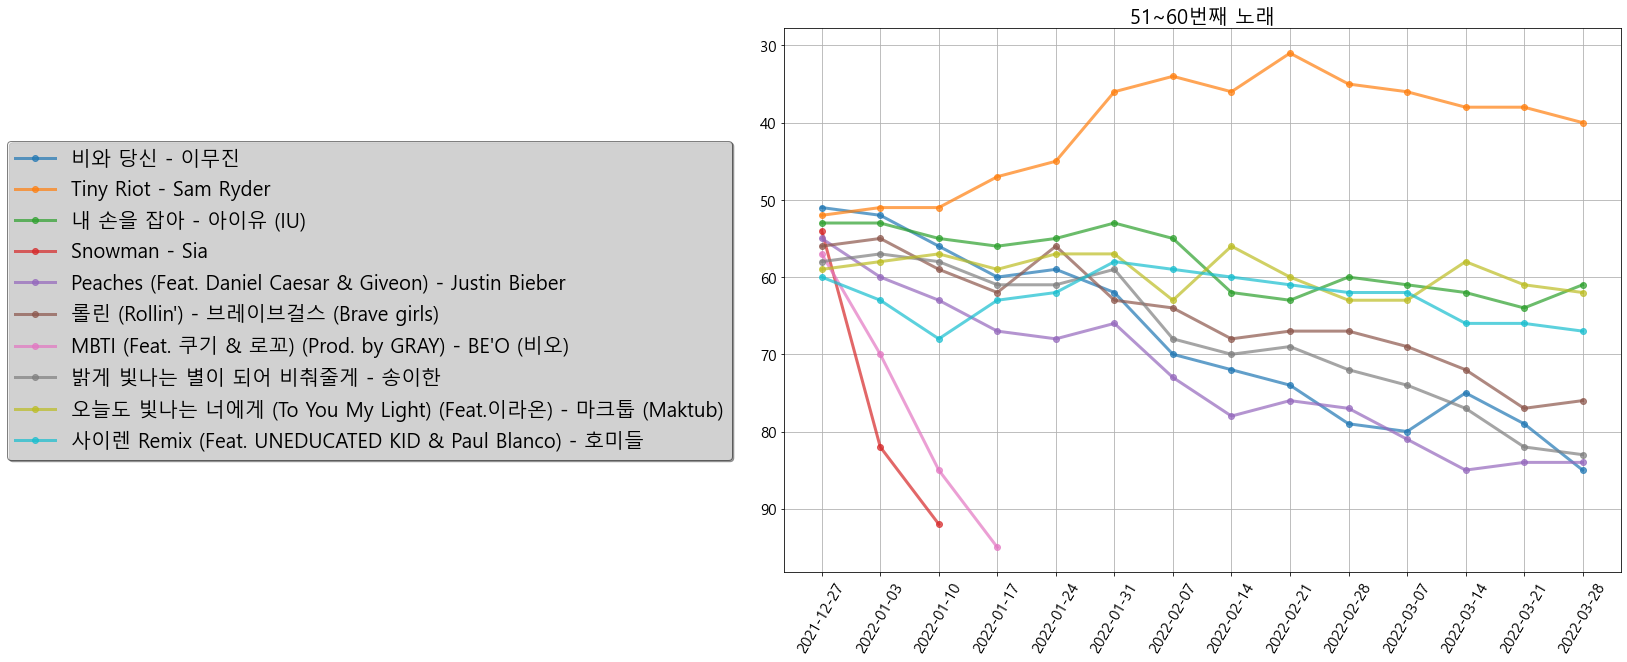 51~60번째 노래
비와 당신 - 이무진
Tiny Riot - Sam Ryder
내 손을 잡아 - 아이유 (IU)
Snowman - Sia
Peaches (Feat. Daniel Caesar & Giveon) - Justin Bieber
롤린 (Rollin') - 브레이브걸스 (Brave girls)
MBTI (Feat. 쿠기 & 로꼬) (Prod. by GRAY) - BE'O (비오)
밝게 빛나는 별이 되어 비춰줄게 - 송이한
오늘도 빛나는 너에게 (To You My Light) (Feat.이라온) - 마크툽 (Maktub)
사이렌 Remix (Feat. UNEDUCATED KID & Paul Blanco) - 호미들
30
40
50
60
70
80
90
2021-12-27
2022-01-03
2022-01-10
2022-01-17
2022-01-24
2022-01-31
2022-02-07
2022-02-14
2022-02-21
2022-02-28
2022-03-07
2022-03-14
2022-03-21
2022-03-28